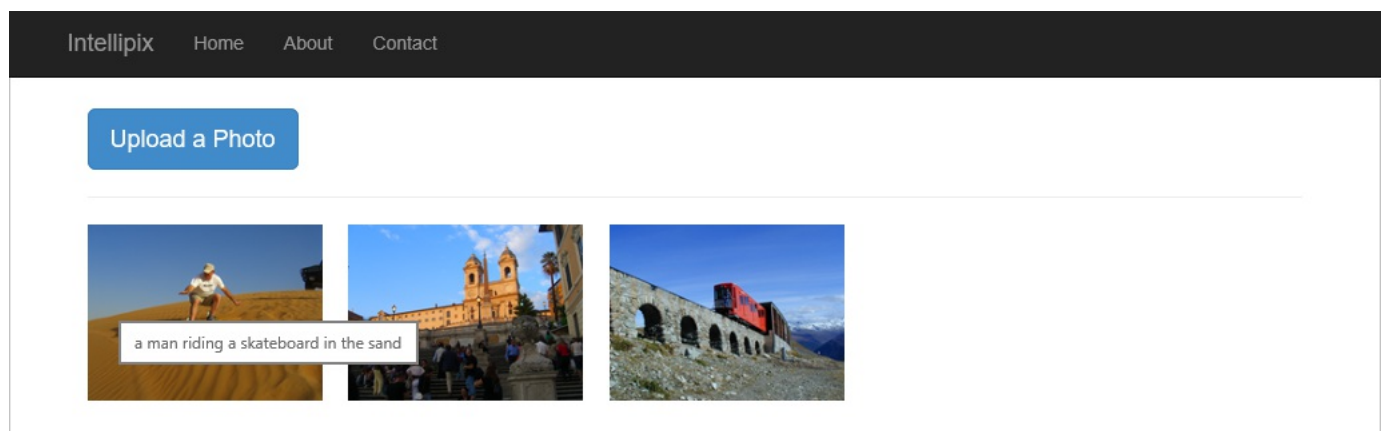 Intellipix Home About Contact
Upload a Photo
a man riding a skateboard in the sand